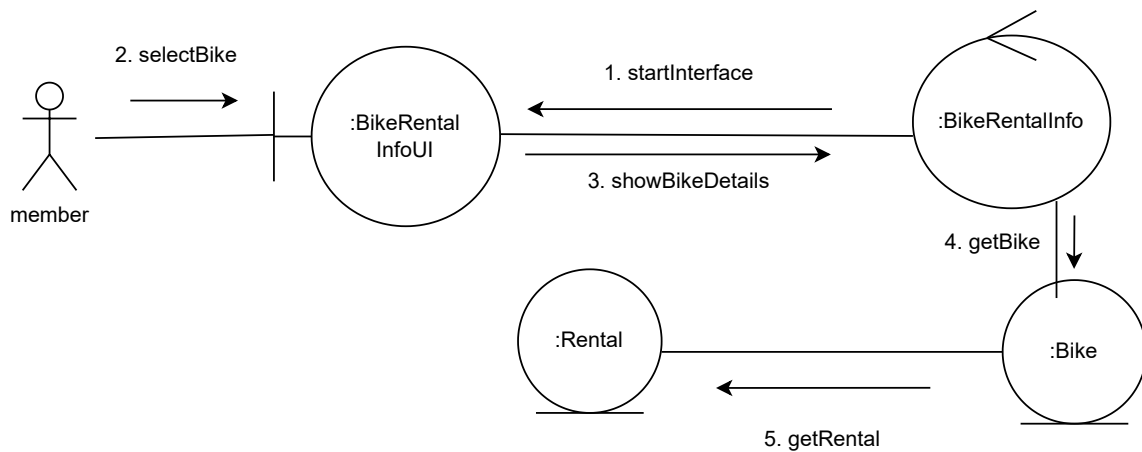 2. selectBike
1. startInterface
:BikeRental
InfoUI
:BikeRentalInfo
3. showBikeDetails
member
4. getBike
:Rental
:Bike
5. getRental